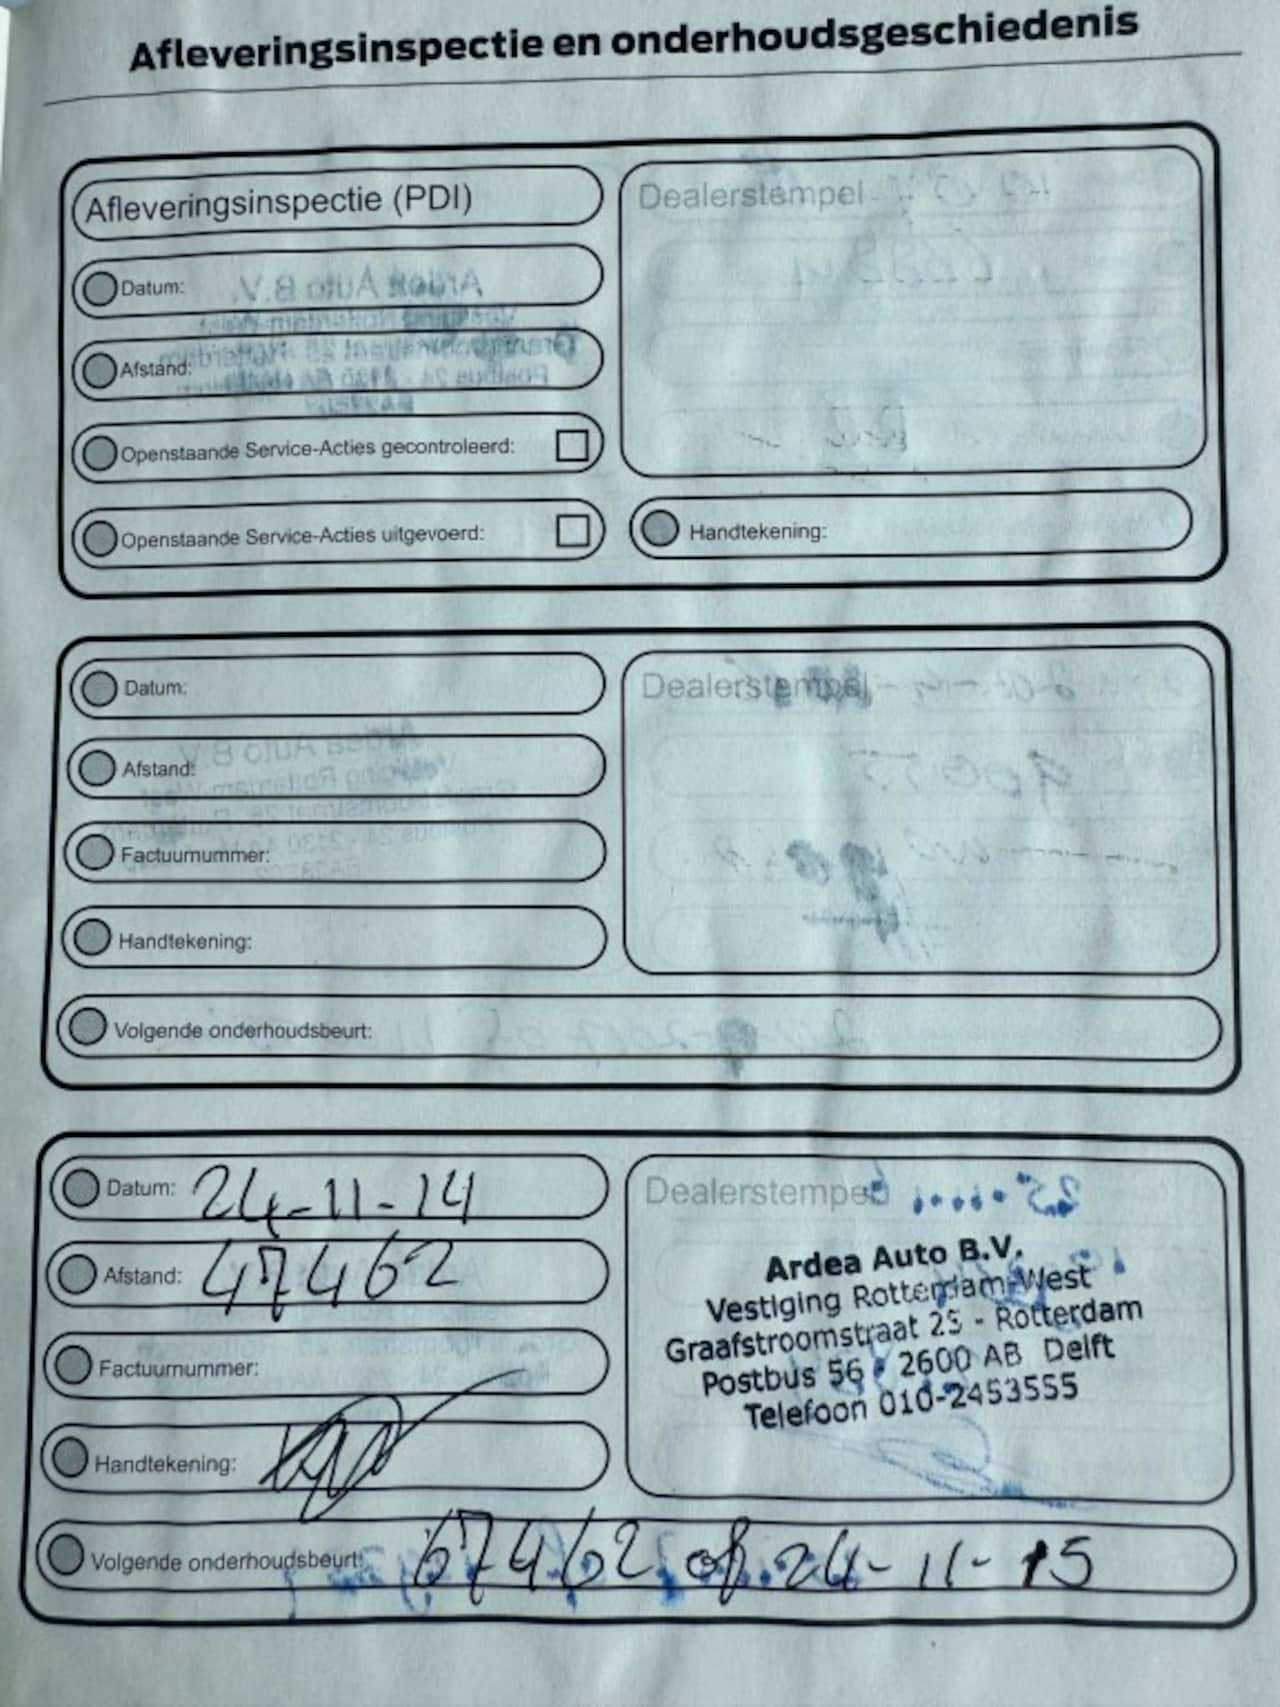 Afleveringsinspectie en onderhoudsgeschiedenis
Afleveringsinspectie (PDI)
Dealerstempel
Datum:
Afstand:
Openstaande Service-Acties gecontroleerd:
Openstaande Service-Acties uitgevoerd:
Handtekening:
Datum:
Dealerstempel
Afstand:
Factuurnummer:
Handtekening:
Volgende onderhoudsbeurt:
Datum: 24-11-14
Afstand: 47462
Factuurnummer:
Handtekening:
Dealerstempel
Ardea Auto B.V.
Vestiging Rotterdam-West
Graafstroomstraat 25 - Rotterdam
Postbus 56 - 2600 AB Delft
Telefoon 010-2453555
Volgende onderhoudsbeurt: 67462 of 24-11-15